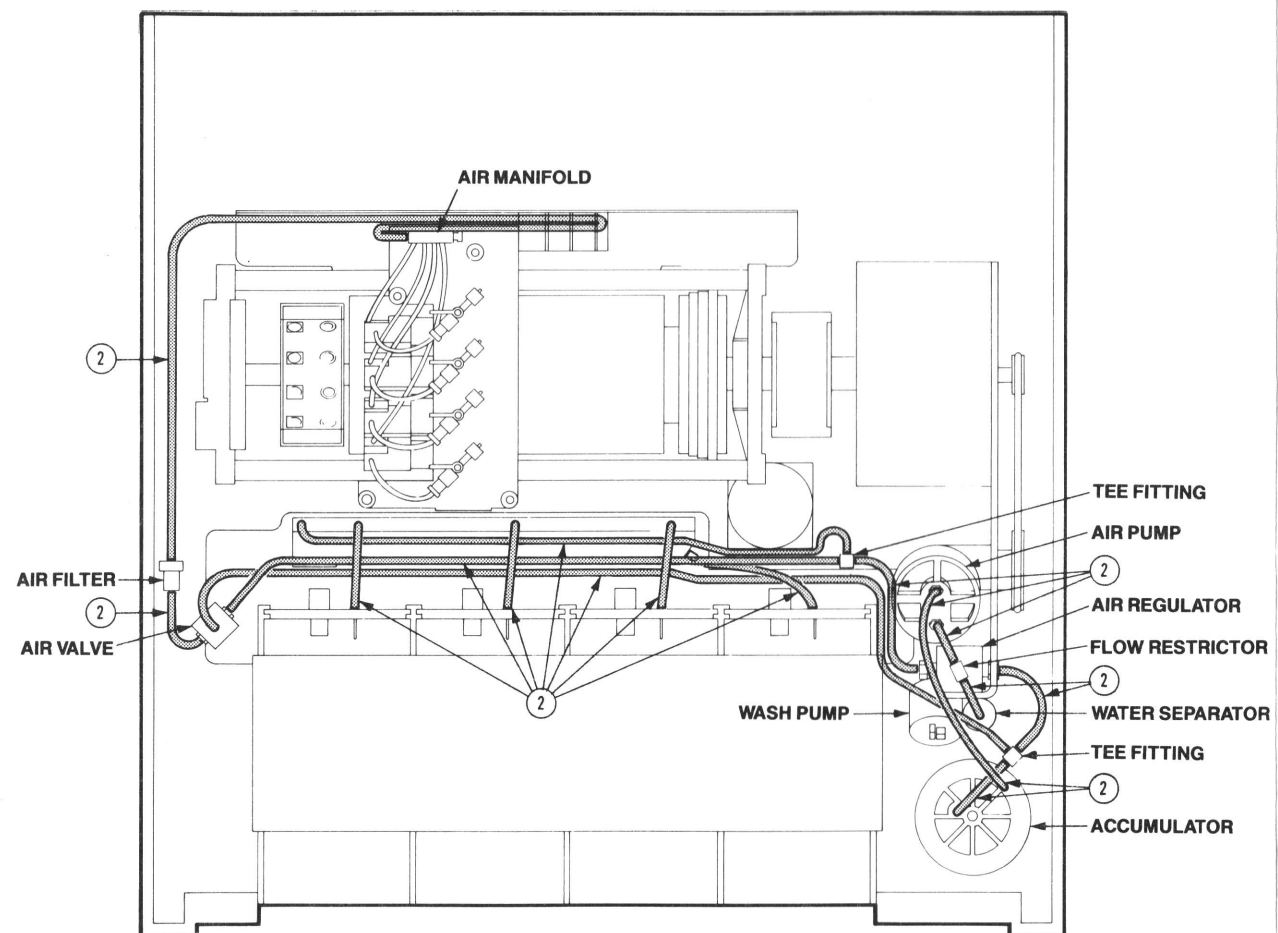 AIR MANIFOLD
2
TEE FITTING
AIR PUMP
2
AIR FILTER
AIR REGULATOR
2
AIR VALVE
FLOW RESTRICTOR
2
2
WASH PUMP
WATER SEPARATOR
TEE FITTING
2
ACCUMULATOR